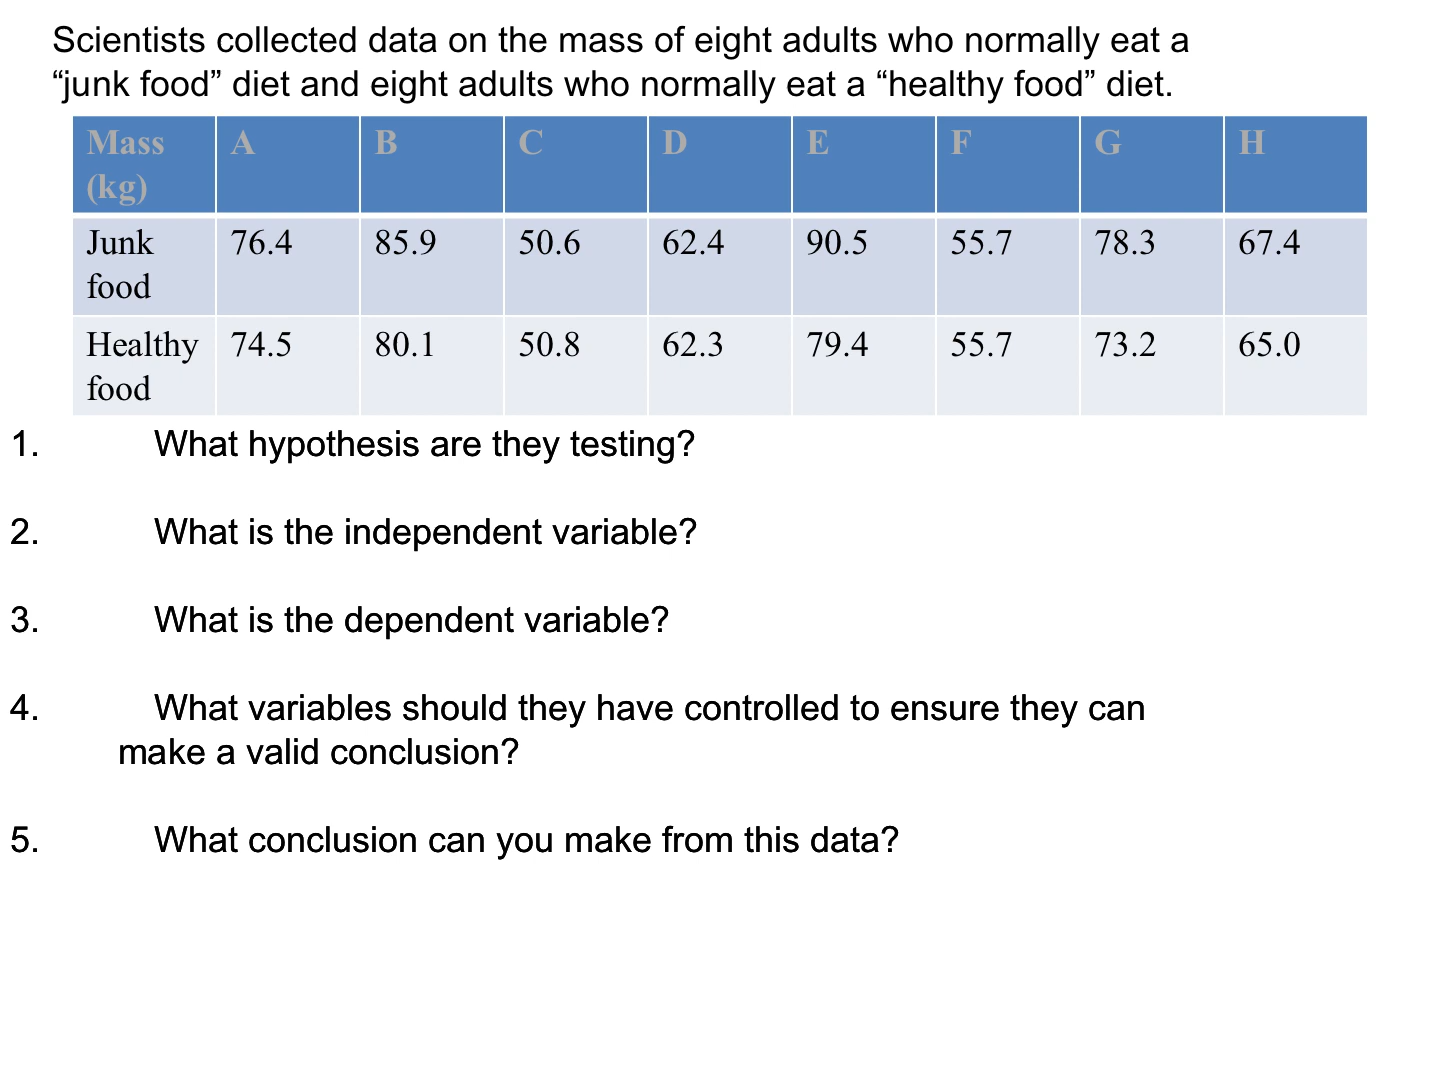 Scientists collected data on the mass of eight adults who normally eat a
“junk food” diet and eight adults who normally eat a “healthy food” diet.
Mass (kg) A B C D E F G H
Junk food 76.4 85.9 50.6 62.4 90.5 55.7 78.3 67.4
Healthy food 74.5 80.1 50.8 62.3 79.4 55.7 73.2 65.0
1. What hypothesis are they testing?
2. What is the independent variable?
3. What is the dependent variable?
4. What variables should they have controlled to ensure they can
make a valid conclusion?
5. What conclusion can you make from this data?